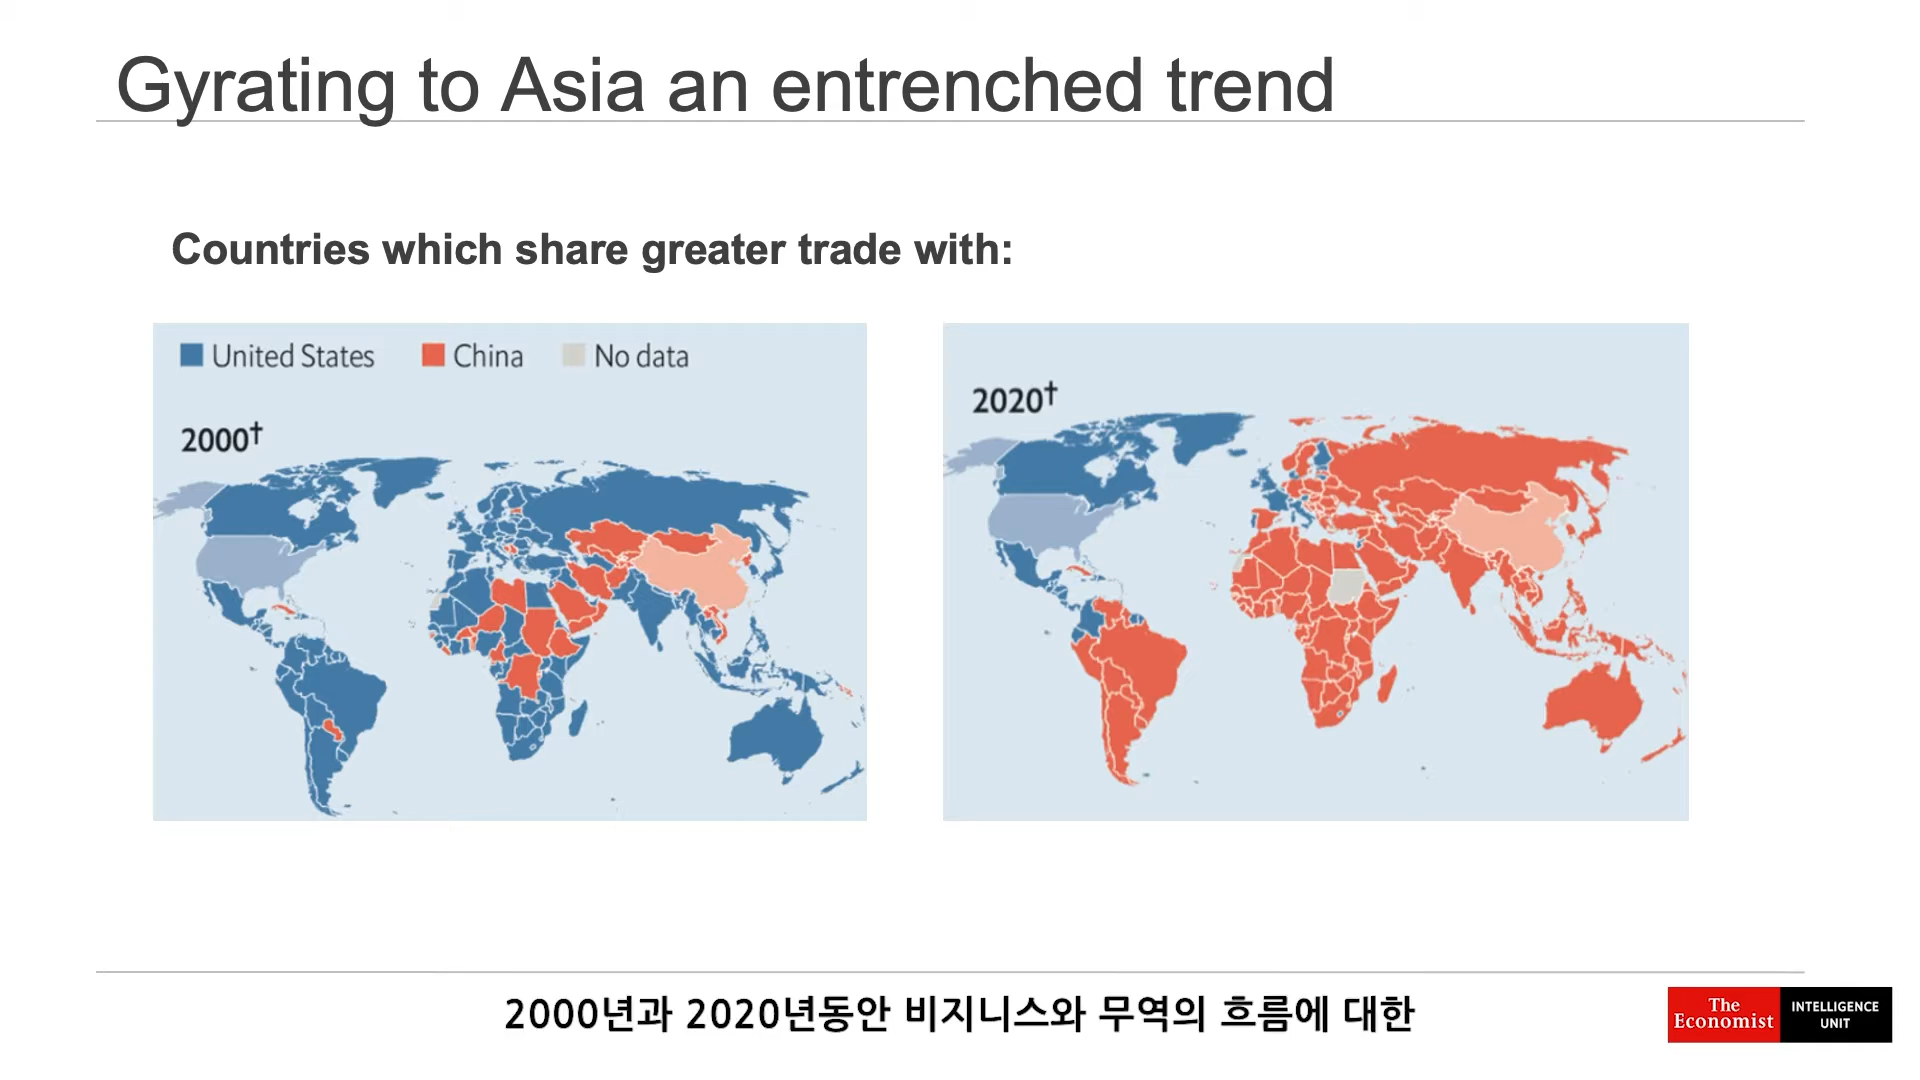 Gyrating to Asia an entrenched trend
Countries which share greater trade with:
United States China No data
2000†
2020†
2000년과 2020년동안 비지니스와 무역의 흐름에 대한
The
Economist
INTELLIGENCE
UNIT